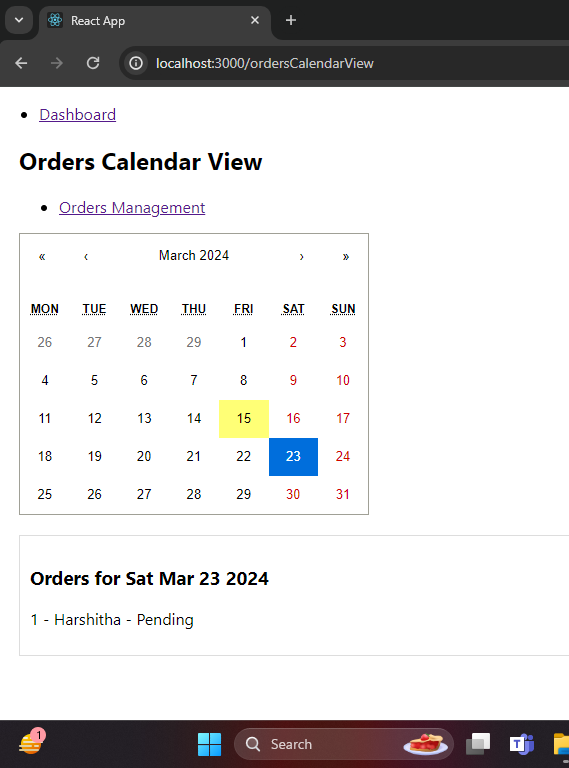 React App
localhost:3000/ordersCalendarView
Dashboard
Orders Calendar View
Orders Management
« ‹ March 2024 › »
MON TUE WED THU FRI SAT SUN
26 27 28 29 1 2 3
4 5 6 7 8 9 10
11 12 13 14 15 16 17
18 19 20 21 22 23 24
25 26 27 28 29 30 31
Orders for Sat Mar 23 2024
1 - Harshitha - Pending
1 Search T